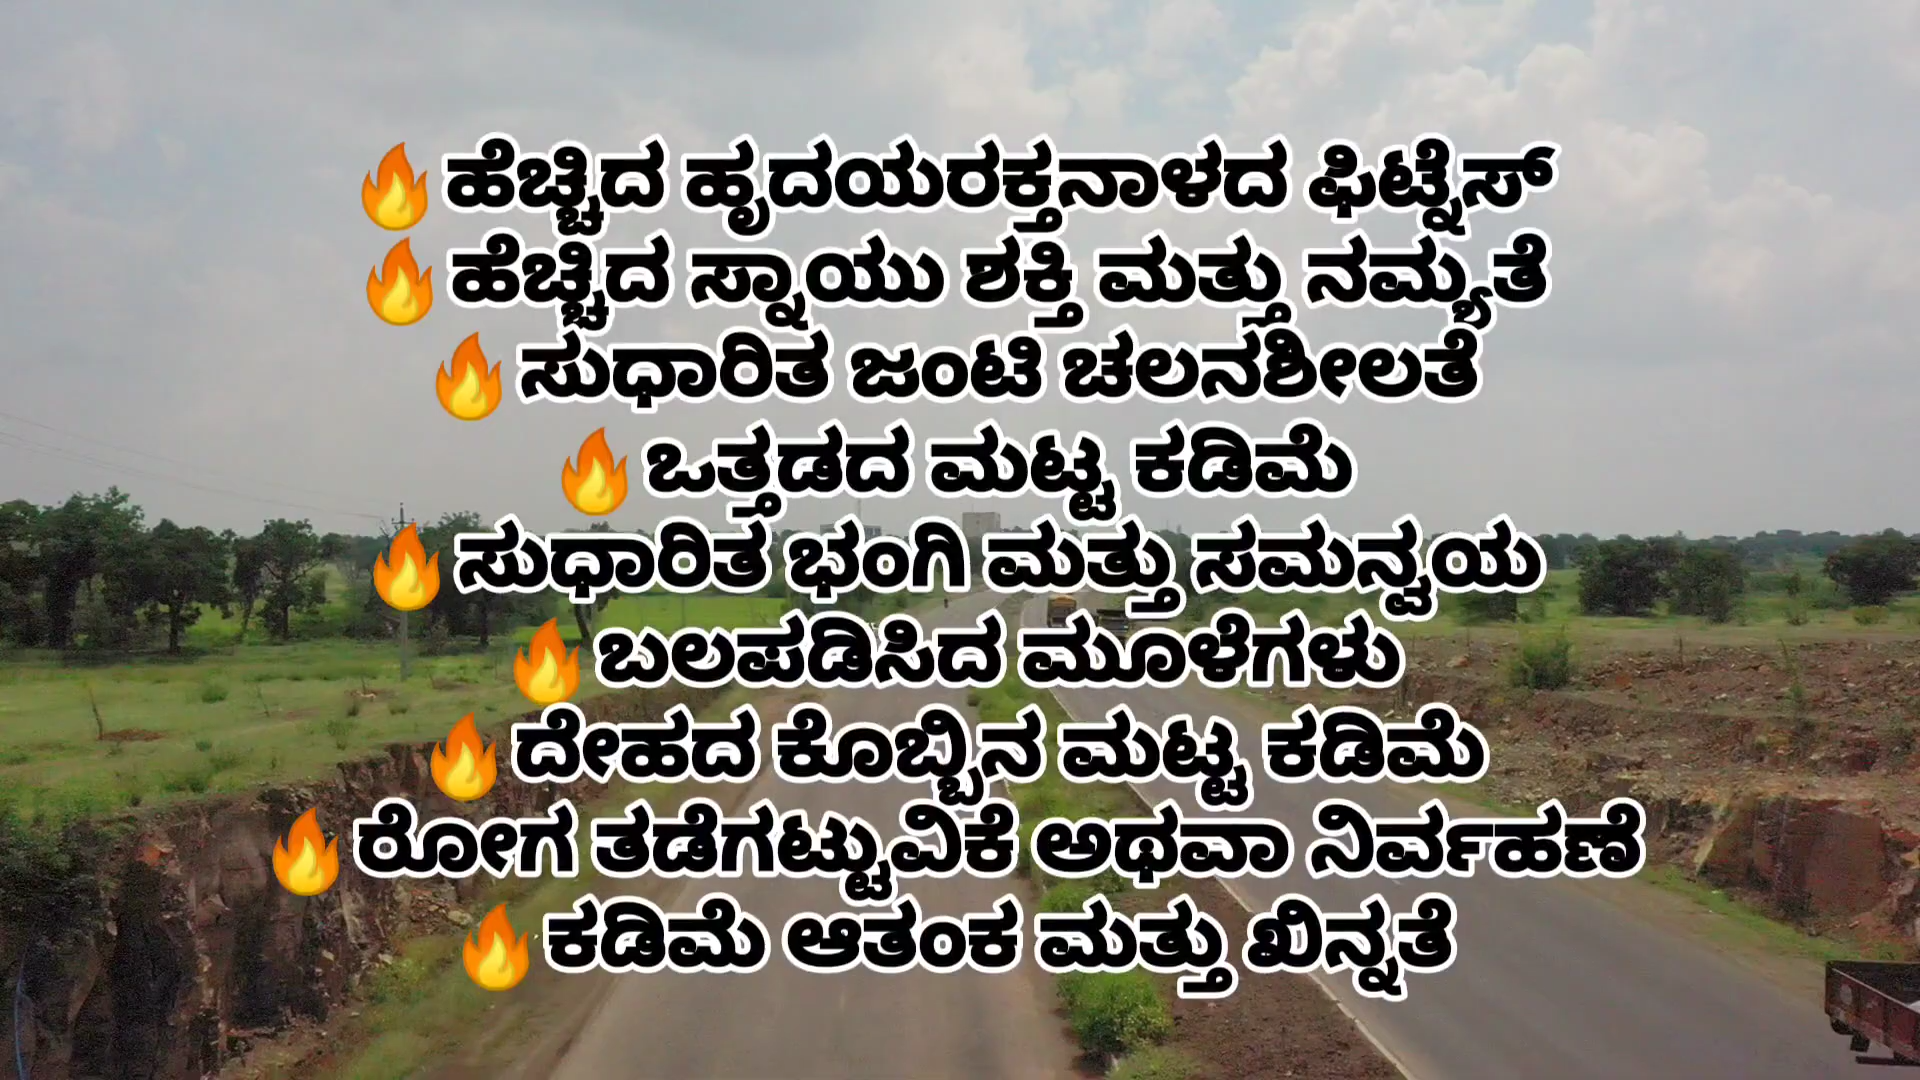 🔥ಹೆಚ್ಚಿದ ಹೃದಯರಕ್ತನಾಳದ ಫಿಟ್ನೆಸ್
🔥ಹೆಚ್ಚಿದ ಸ್ನಾಯು ಶಕ್ತಿ ಮತ್ತು ನಮ್ಯತೆ
🔥ಸುಧಾರಿತ ಜಂಟಿ ಚಲನಶೀಲತೆ
🔥ಒತ್ತಡದ ಮಟ್ಟ ಕಡಿಮೆ
🔥ಸುಧಾರಿತ ಭಂಗಿ ಮತ್ತು ಸಮನ್ವಯ
🔥ಬಲಪಡಿಸಿದ ಮೂಳೆಗಳು
🔥ದೇಹದ ಕೊಬ್ಬಿನ ಮಟ್ಟ ಕಡಿಮೆ
🔥ರೋಗ ತಡೆಗಟ್ಟುವಿಕೆ ಅಥವಾ ನಿರ್ವಹಣೆ
🔥ಕಡಿಮೆ ಆತಂಕ ಮತ್ತು ಖಿನ್ನತೆ